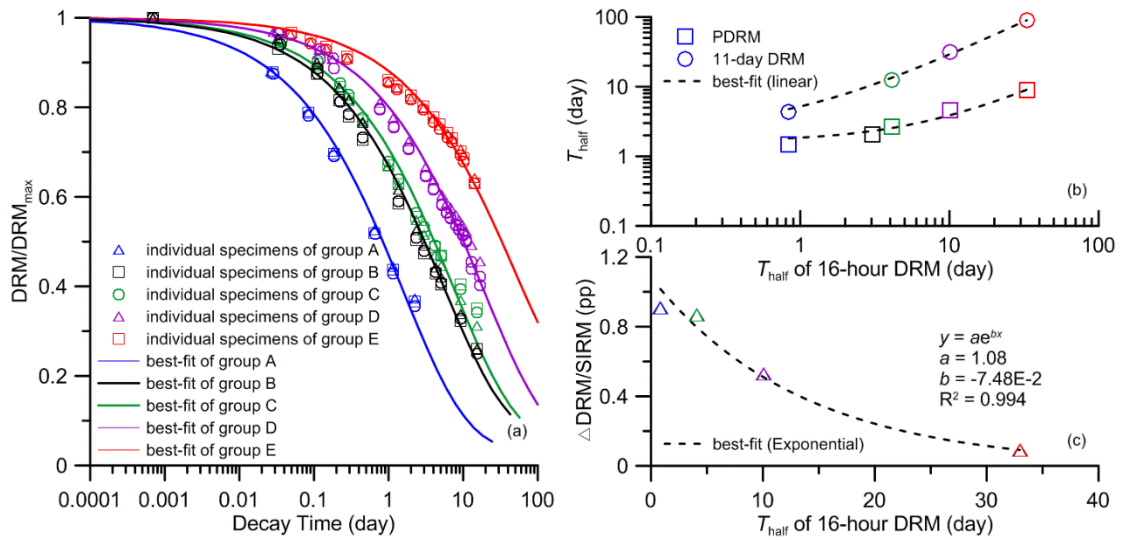 1
0.8
0.6
0.4
0.2
0
DRM/DRMmax
individual specimens of group A
individual specimens of group B
individual specimens of group C
individual specimens of group D
individual specimens of group E
best-fit of group A
best-fit of group B
best-fit of group C
best-fit of group D
best-fit of group E
(a)
0.0001 0.001 0.01 0.1 1 10 100
Decay Time (day)
100
10
1
0.1
Thalf (day)
PDRM
11-day DRM
best-fit (linear)
(b)
0.1 1 10 100
Thalf of 16-hour DRM (day)
1.2
0.8
0.4
0
△DRM/SIRM (pp)
y = ae^bx
a = 1.08
b = -7.48E-2
R² = 0.994
best-fit (Exponential)
(c)
0 10 20 30 40
Thalf of 16-hour DRM (day)